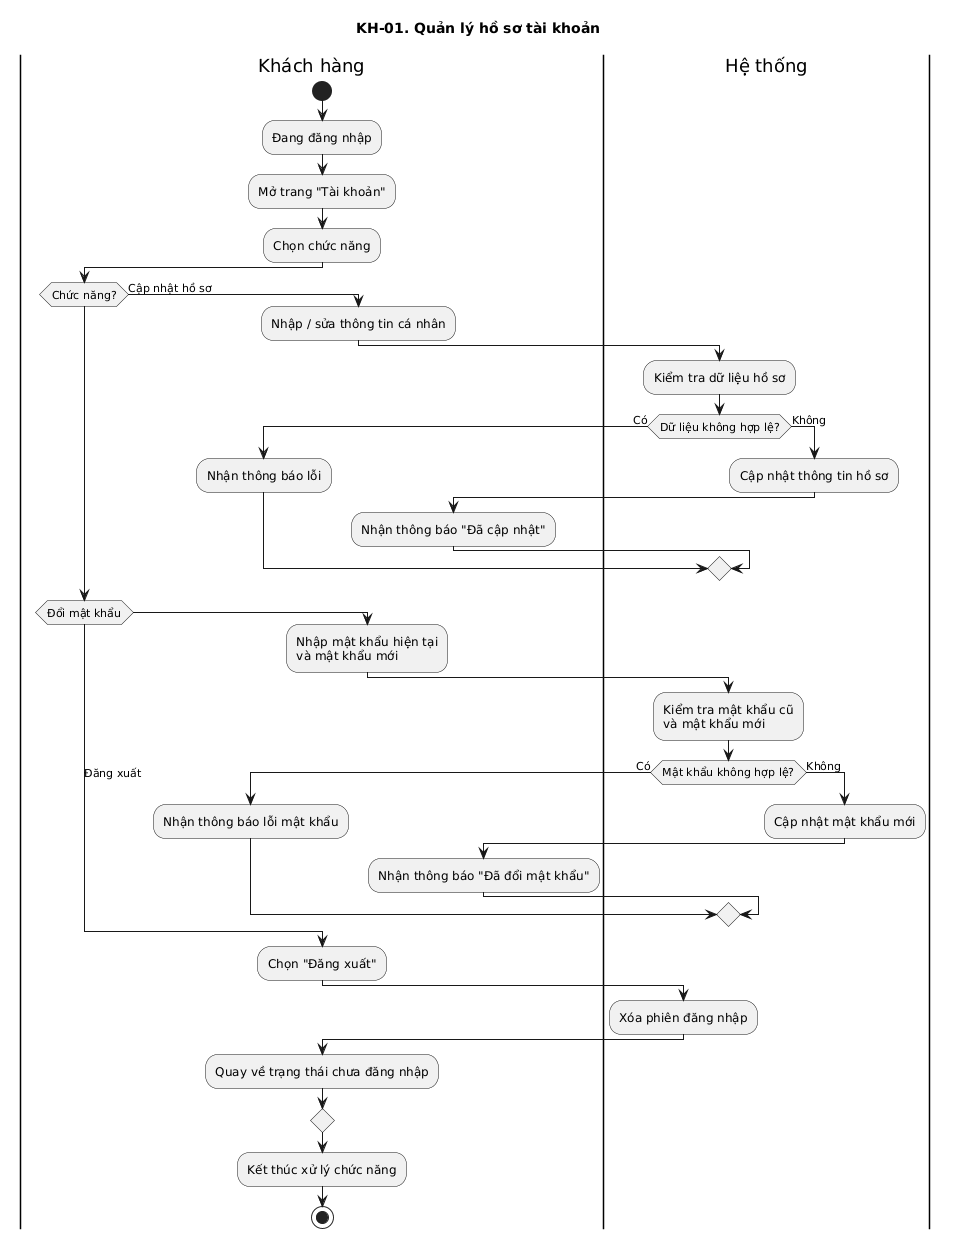 KH-01. Quản lý hồ sơ tài khoản
Khách hàng
Hệ thống
Đang đăng nhập
Mở trang "Tài khoản"
Chọn chức năng
Chức năng?
Cập nhật hồ sơ
Nhập / sửa thông tin cá nhân
Kiểm tra dữ liệu hồ sơ
Có
Dữ liệu không hợp lệ?
Không
Nhận thông báo lỗi
Cập nhật thông tin hồ sơ
Nhận thông báo "Đã cập nhật"
Đổi mật khẩu
Nhập mật khẩu hiện tại
và mật khẩu mới
Kiểm tra mật khẩu cũ
và mật khẩu mới
Đăng xuất
Có
Mật khẩu không hợp lệ?
Không
Nhận thông báo lỗi mật khẩu
Cập nhật mật khẩu mới
Nhận thông báo "Đã đổi mật khẩu"
Chọn "Đăng xuất"
Xóa phiên đăng nhập
Quay về trạng thái chưa đăng nhập
Kết thúc xử lý chức năng